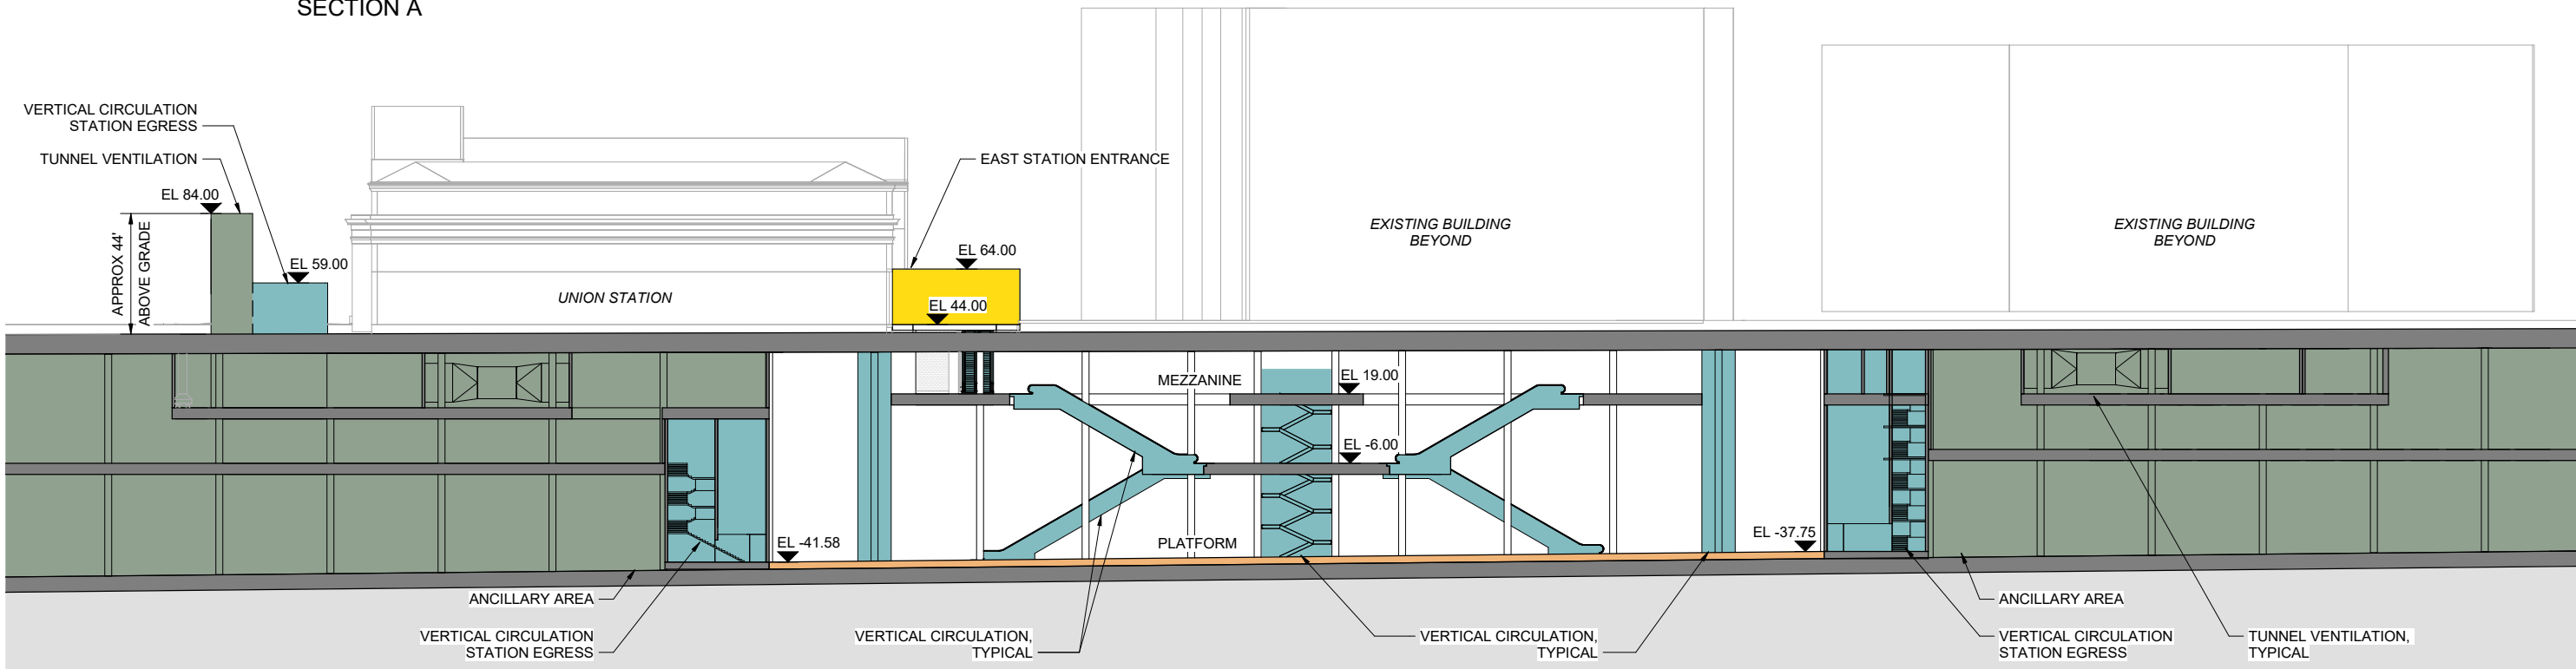 SECTION A
VERTICAL CIRCULATION
STATION EGRESS
TUNNEL VENTILATION
EAST STATION ENTRANCE
EL 84.00
APPROX 44'
ABOVE GRADE
EL 59.00
UNION STATION
EL 64.00
EL 44.00
EXISTING BUILDING
BEYOND
EXISTING BUILDING
BEYOND
MEZZANINE
EL 19.00
EL -6.00
EL -41.58
PLATFORM
EL -37.75
ANCILLARY AREA
VERTICAL CIRCULATION
STATION EGRESS
VERTICAL CIRCULATION,
TYPICAL
VERTICAL CIRCULATION,
TYPICAL
ANCILLARY AREA
VERTICAL CIRCULATION
STATION EGRESS
TUNNEL VENTILATION,
TYPICAL